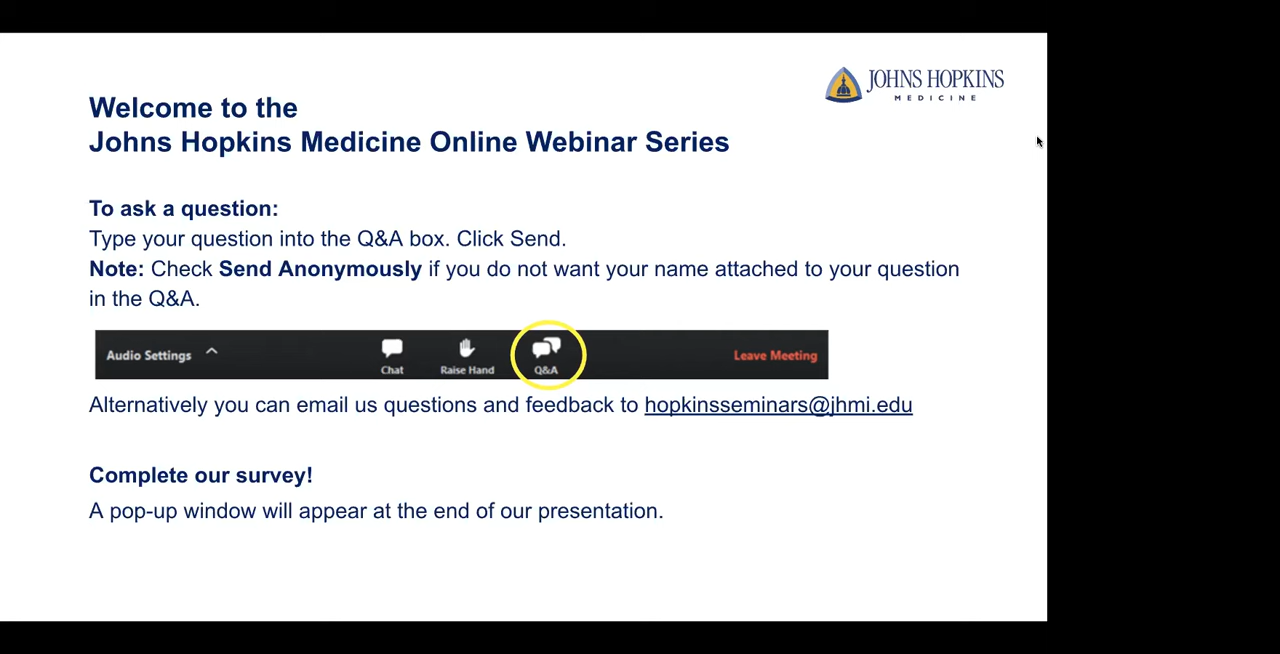 JOHNS HOPKINS
MEDICINE
Welcome to the
Johns Hopkins Medicine Online Webinar Series
To ask a question:
Type your question into the Q&A box. Click Send.
Note: Check Send Anonymously if you do not want your name attached to your question
in the Q&A.
Audio Settings
Chat
Raise Hand
Q&A
Leave Meeting
Alternatively you can email us questions and feedback to hopkinsseminars@jhmi.edu
Complete our survey!
A pop-up window will appear at the end of our presentation.